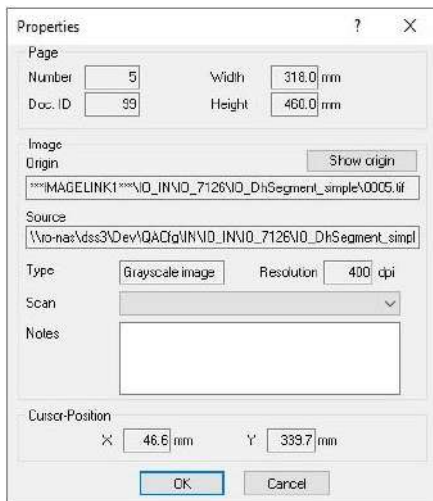 Properties ? X
Page
Number 5 Width 318.0 mm
Doc. ID 99 Height 460.0 mm
Image
Origin Show origin
***IMAGELINK1***\IO_IN\IO_7126\IO_DhSegment_simple\0005.tif
Source
\\ro-nas\dss3\Dev\QACfg\IN\IO_IN\IO_7126\IO_DhSegment_simpl
Type Grayscale image Resolution 400 dpi
Scan
Notes
Cursor-Position
X 46.6 mm Y 339.7 mm
OK Cancel